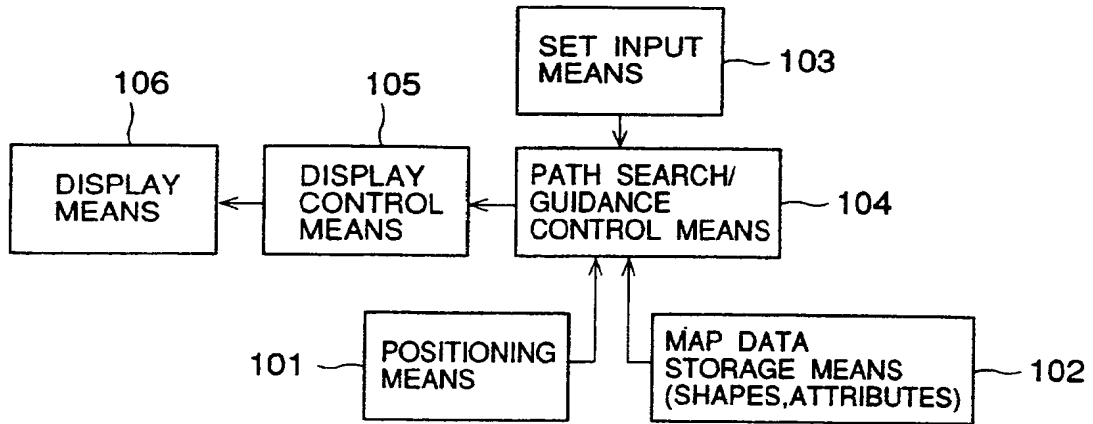 SET INPUT
MEANS
103
106
105
DISPLAY
MEANS
DISPLAY
CONTROL
MEANS
PATH SEARCH/
GUIDANCE
CONTROL MEANS
104
101
POSITIONING
MEANS
MAP DATA
STORAGE MEANS
(SHAPES,ATTRIBUTES)
102